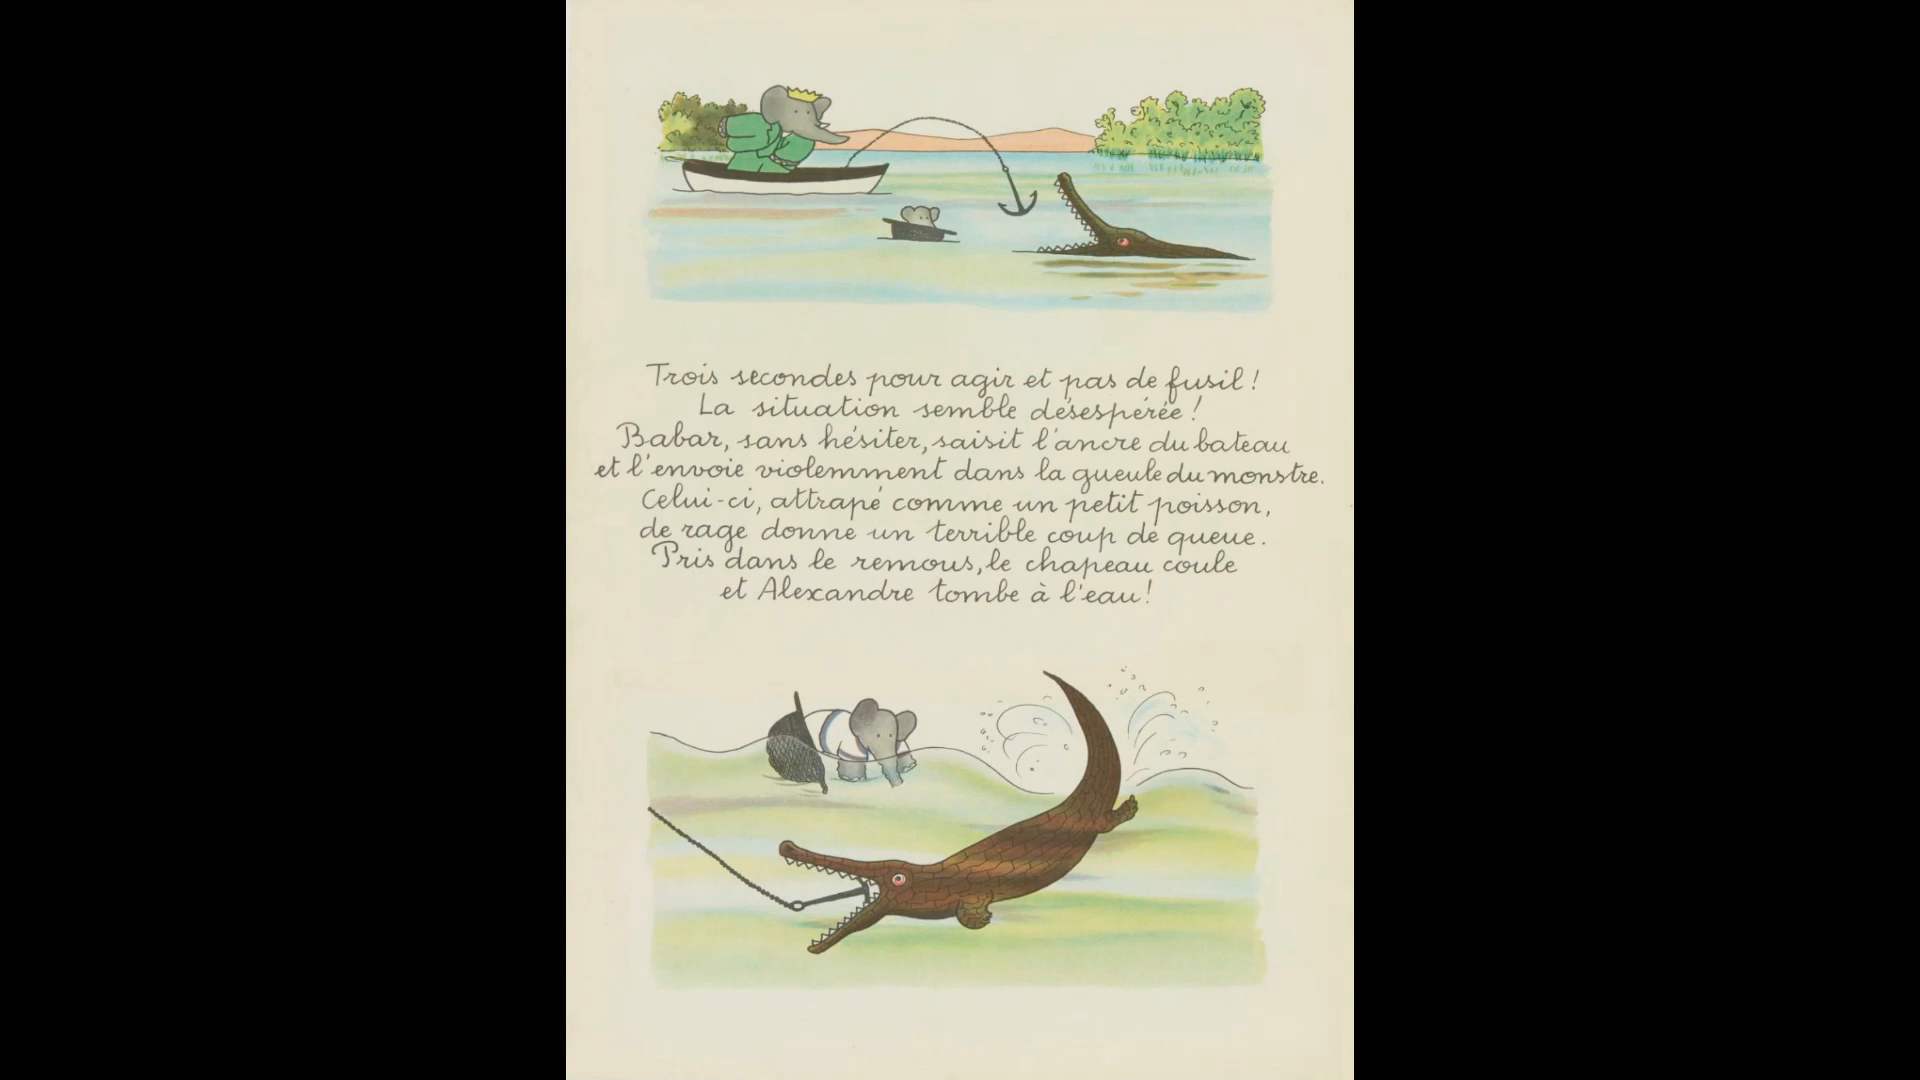 Trois secondes pour agir et pas de fusil!
La situation semble désespérée!
Babar, sans hésiter, saisit l'ancre du bateau
et l'envoie violemment dans la gueule du monstre.
Celui-ci, attrapé comme un petit poisson,
de rage donne un terrible coup de queue.
Pris dans le remous, le chapeau coule
et Alexandre tombe à l'eau!